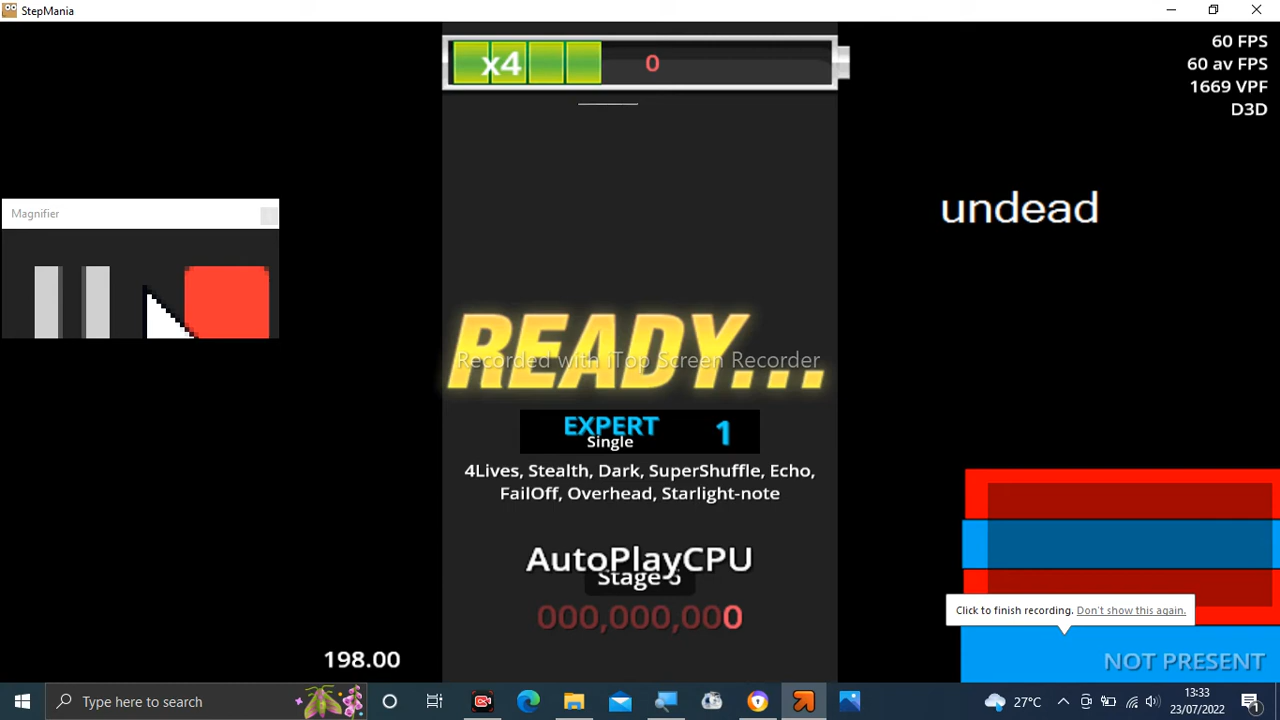 StepMania
x4
0
60 FPS
60 av FPS
1669 VPF
D3D
undead
Magnifier
READY...
Recorded with iTop Screen Recorder
EXPERT 1
Single
4Lives, Stealth, Dark, SuperShuffle, Echo,
FailOff, Overhead, Starlight-note
AutoPlayCPU
Stage 5
000,000,000
Click to finish recording. Don't show this again.
198.00
NOT PRESENT
Type here to search
27°C
13:33
23/07/2022
1